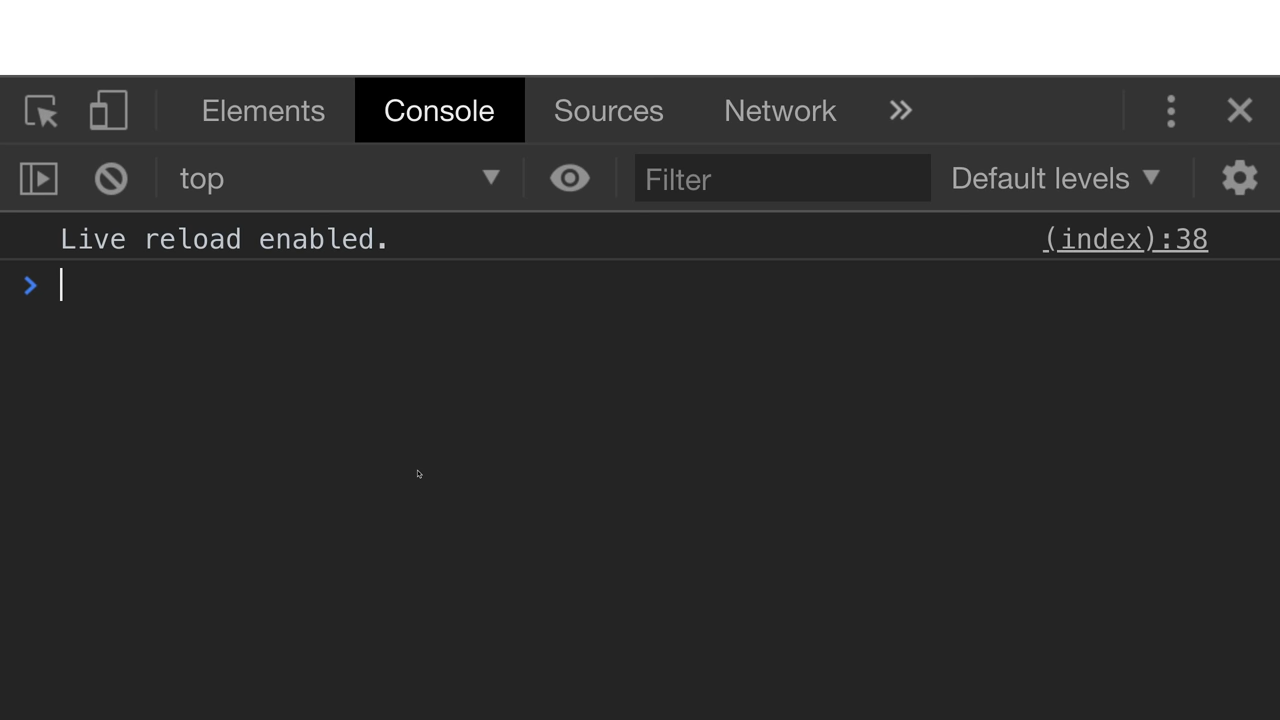 Elements Console Sources Network
top Filter Default levels
Live reload enabled. (index):38